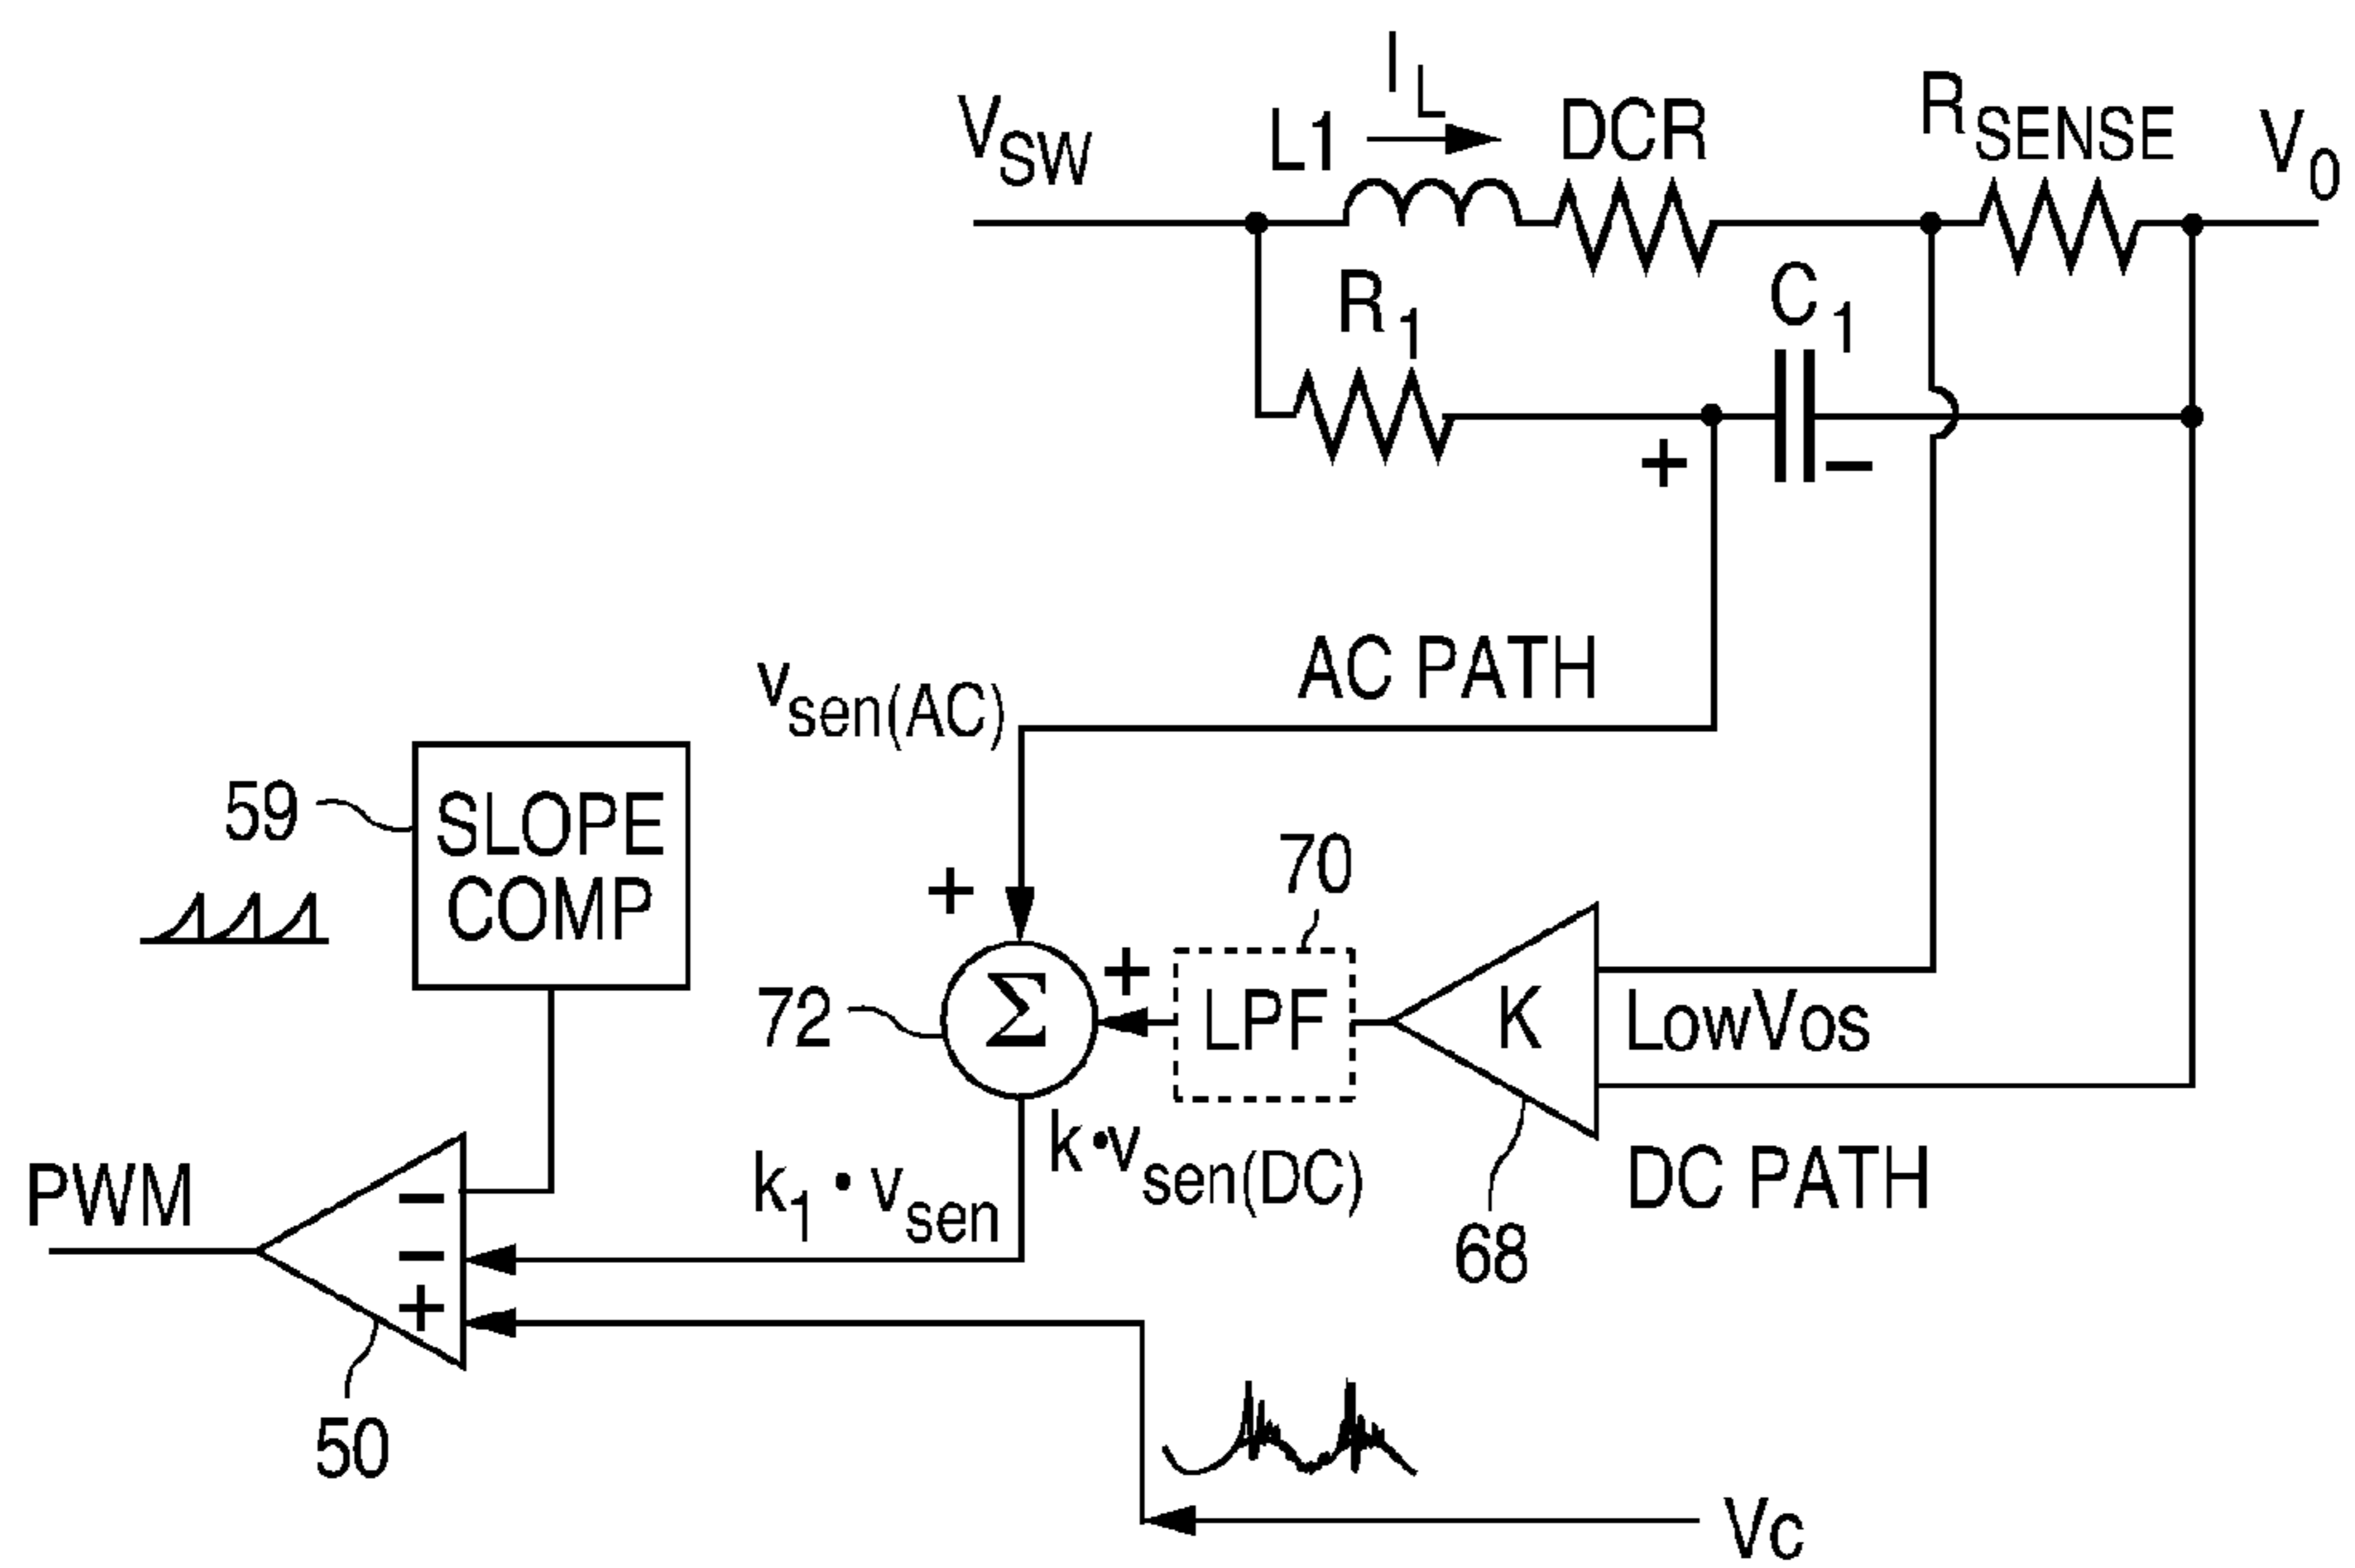 I_L
V_SW
L1
DCR
R_SENSE
V_0
R_1
C_1
+
−
AC PATH
v_sen(AC)
59
SLOPE COMP
+
72
Σ
+
70
LPF
K
LowVos
k•v_sen(DC)
DC PATH
68
k_1 • v_sen
PWM
−
−
+
50
Vc